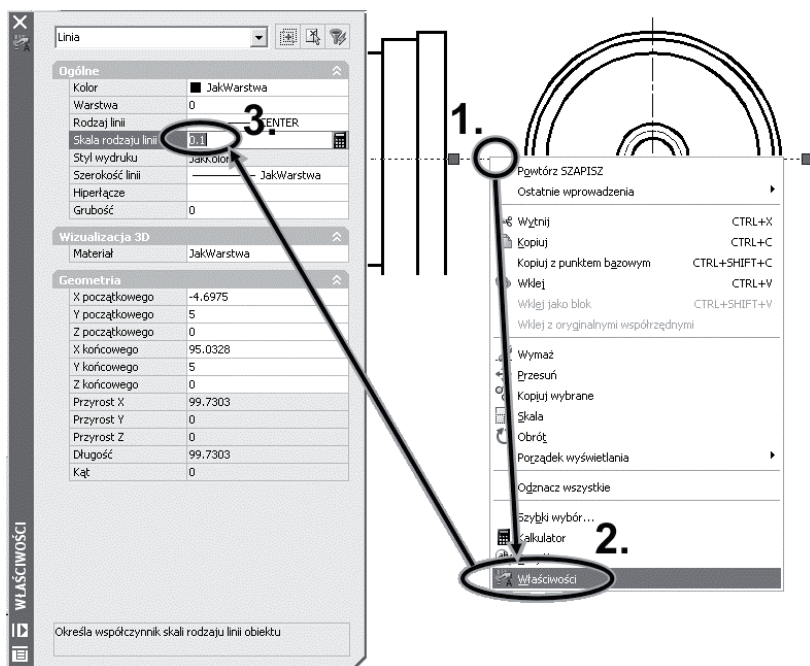 Linia
Ogólne
Kolor JakWarstwa
Warstwa 0
Rodzaj linii CENTER
Skala rodzaju linii 0.1
3.
Styl wydruku JakKolor
Szerokość linii JakWarstwa
Hiperłącze
Grubość 0
Wizualizacja 3D
Materiał JakWarstwa
Geometria
X początkowego -4.6975
Y początkowego 5
Z początkowego 0
X końcowego 95.0328
Y końcowego 5
Z końcowego 0
Przyrost X 99.7303
Przyrost Y 0
Przyrost Z 0
Długość 99.7303
Kąt 0
WŁAŚCIWOŚCI
Określa współczynnik skali rodzaju linii obiektu
1.
Powtórz SZAPISZ
Ostatnie wprowadzenia
Wytnij CTRL+X
Kopiuj CTRL+C
Kopiuj z punktem bazowym CTRL+SHIFT+C
Wklej CTRL+V
Wklej jako blok CTRL+SHIFT+V
Wklej z oryginalnymi współrzędnymi
Wymaż
Przesuń
Kopiuj wybrane
Skala
Obrót
Porządek wyświetlania
Odznacz wszystkie
Szybki wybór...
Kalkulator
2.
Właściwości